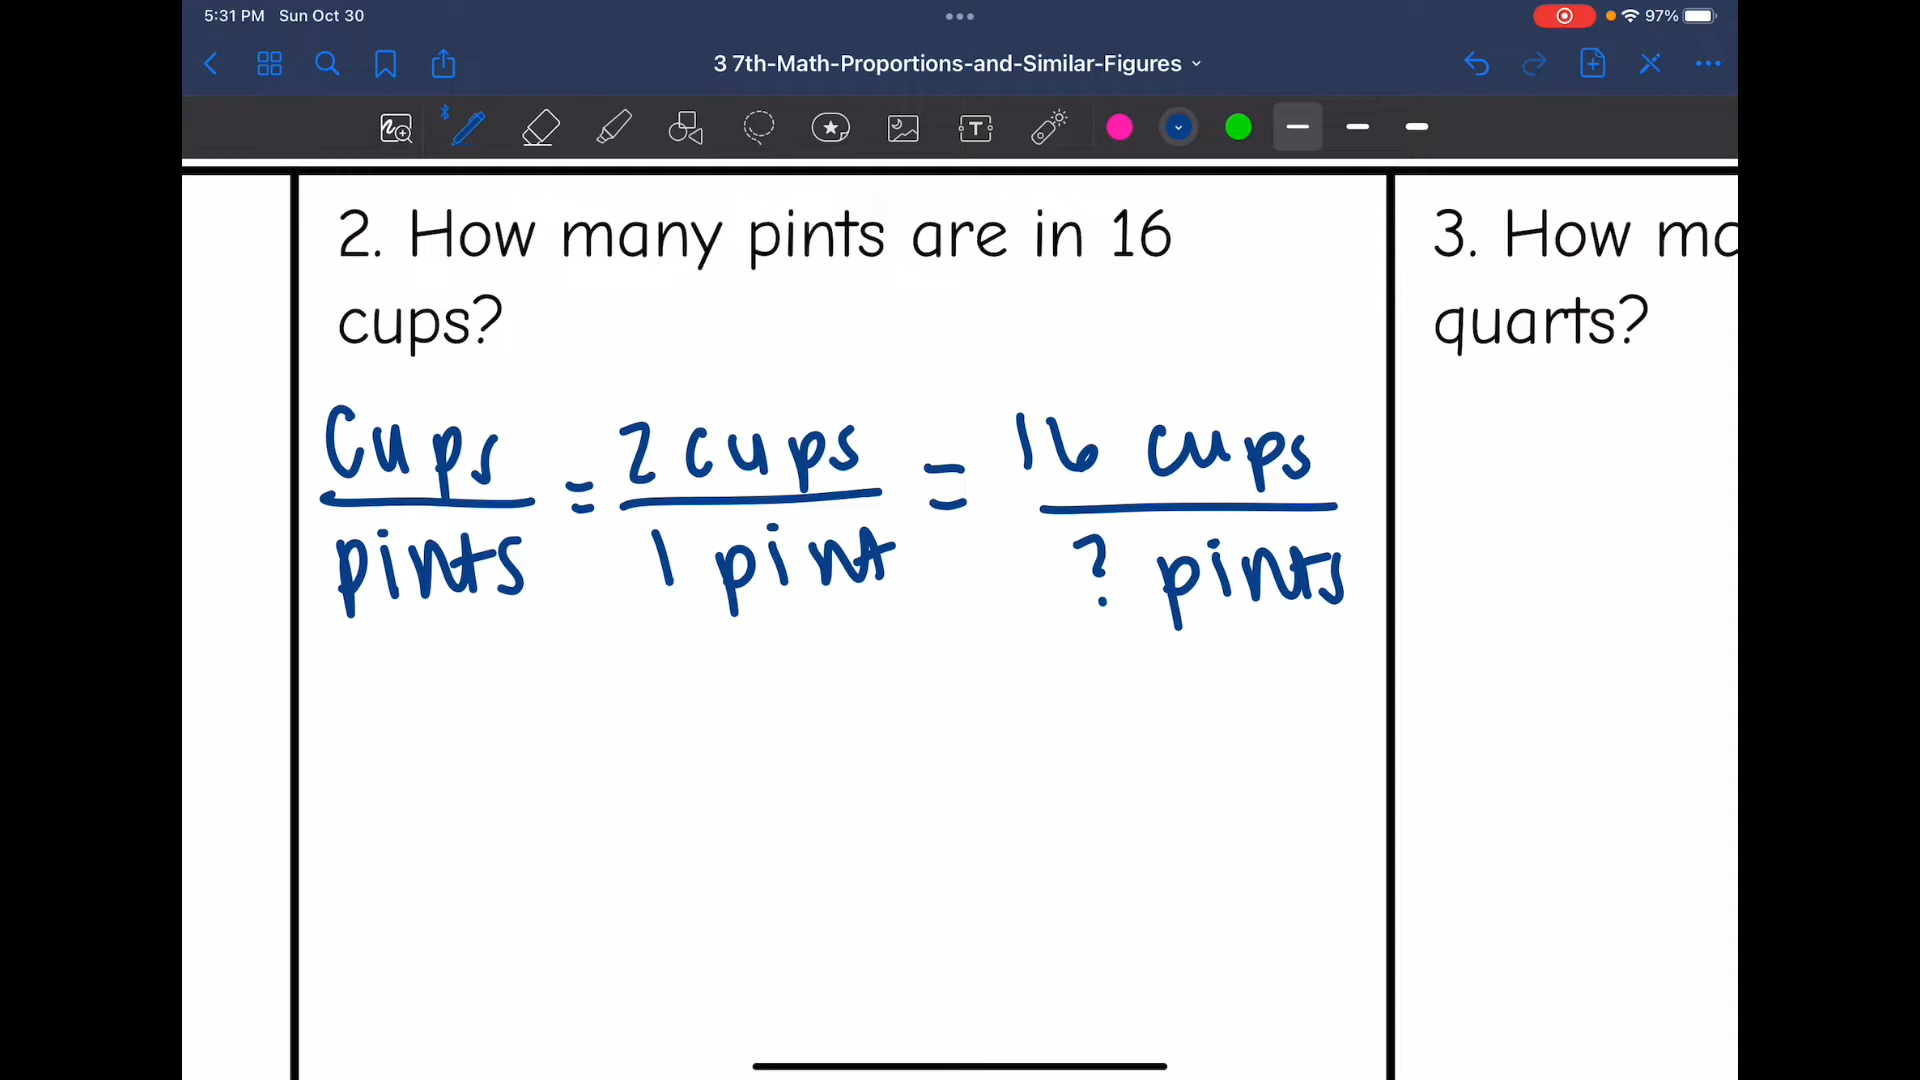 5:31 PM Sun Oct 30
97%
3 7th-Math-Proportions-and-Similar-Figures
T
2. How many pints are in 16
cups?
3. How mo
quarts?
Cups = 2 cups = 16 cups
pints 1 pint ? pints